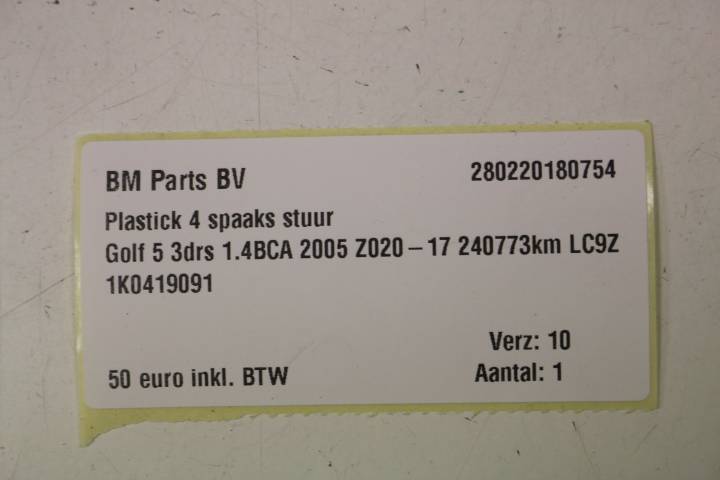 BM Parts BV 280220180754
Plastick 4 spaaks stuur
Golf 5 3drs 1.4BCA 2005 Z020-17 240773km LC9Z
1K0419091
Verz: 10
50 euro inkl. BTW Aantal: 1